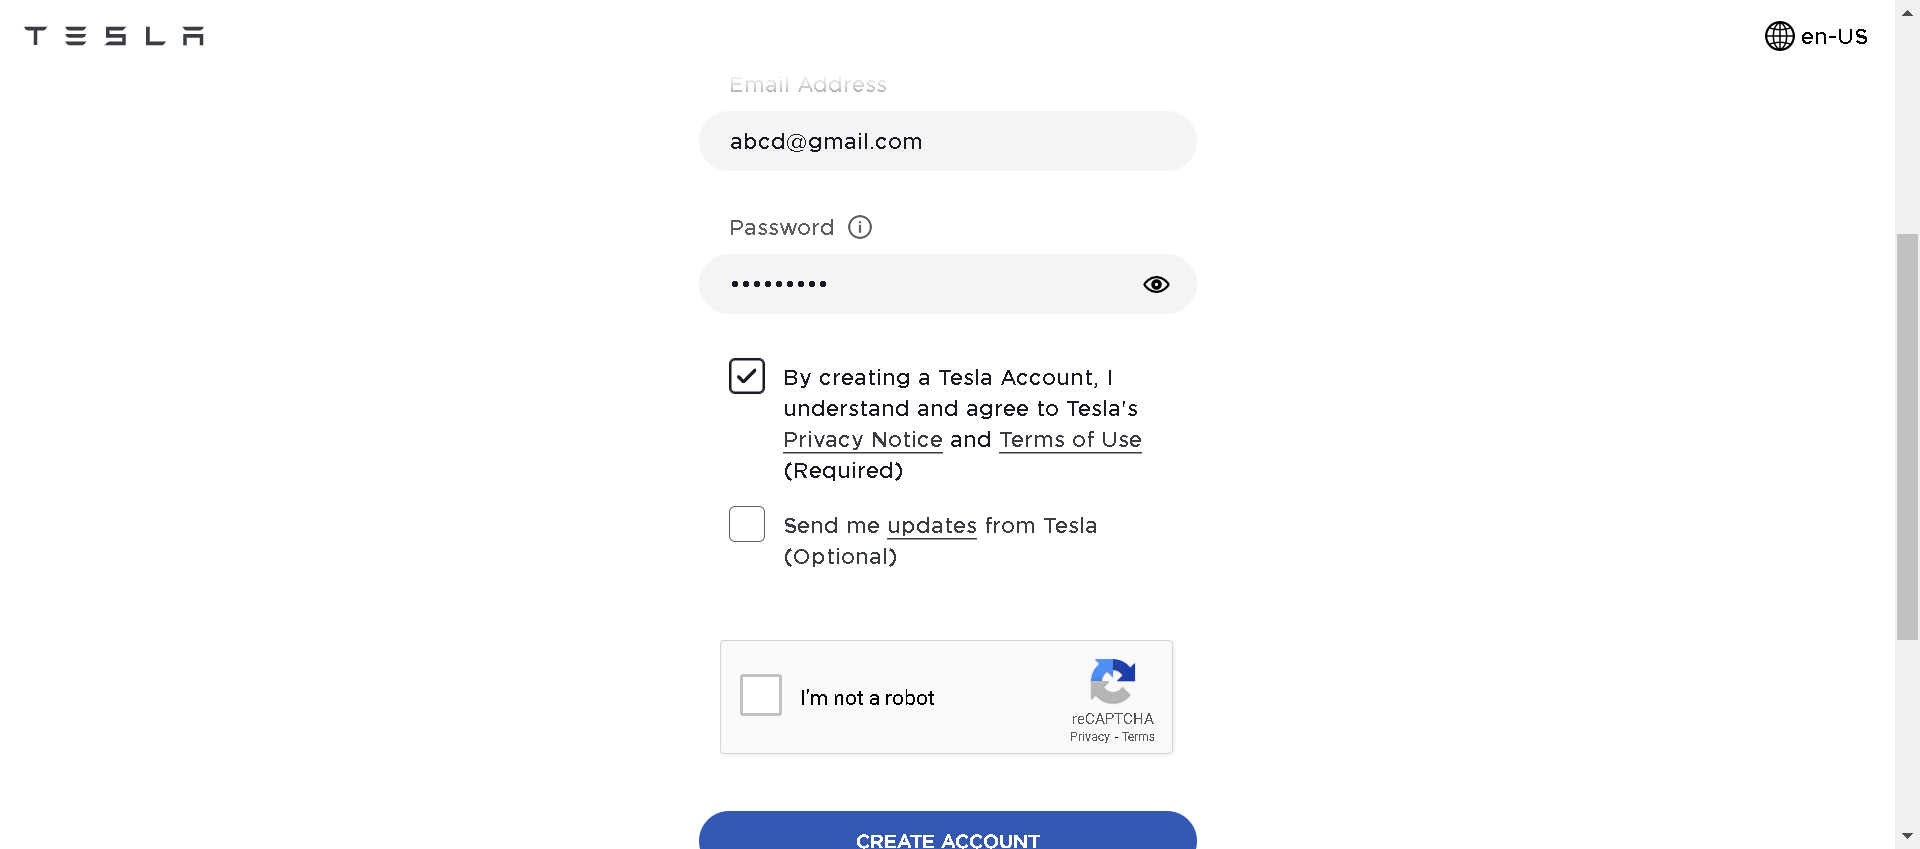 TESLA
en-US
Email Address
abcd@gmail.com
Password
•••••••••
By creating a Tesla Account, I
understand and agree to Tesla's
Privacy Notice and Terms of Use
(Required)
Send me updates from Tesla
(Optional)
I'm not a robot
reCAPTCHA
Privacy - Terms
CREATE ACCOUNT